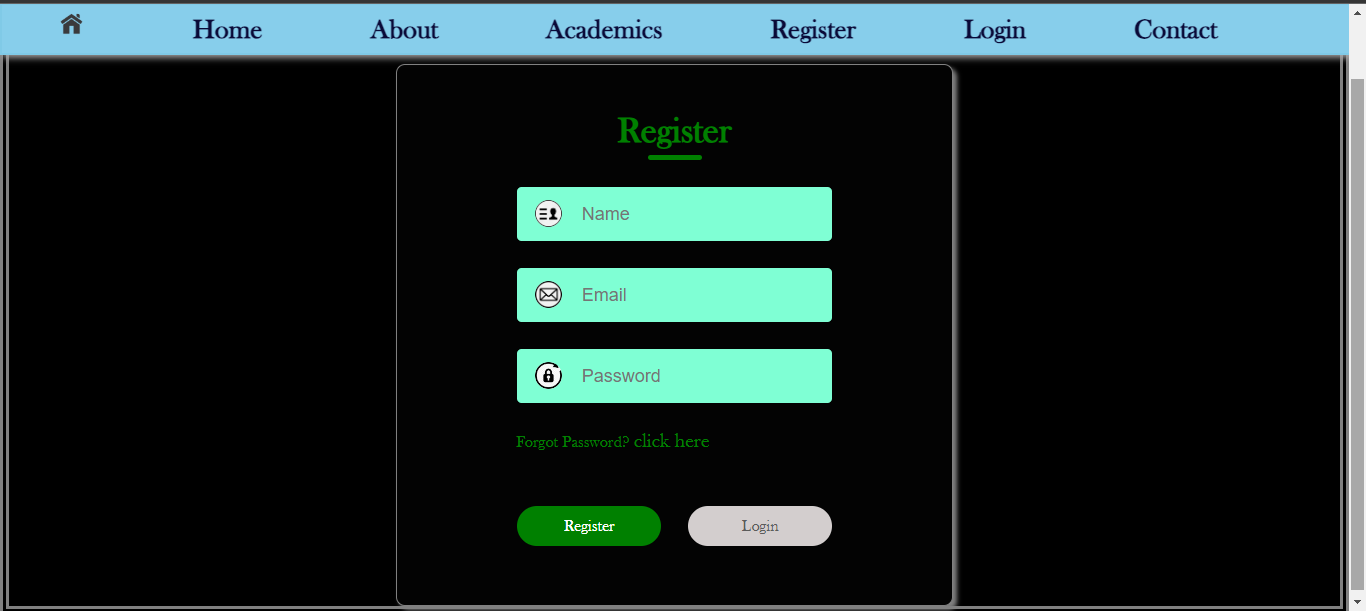 Home About Academics Register Login Contact
Register
Name
Email
Password
Forgot Password? click here
Register Login